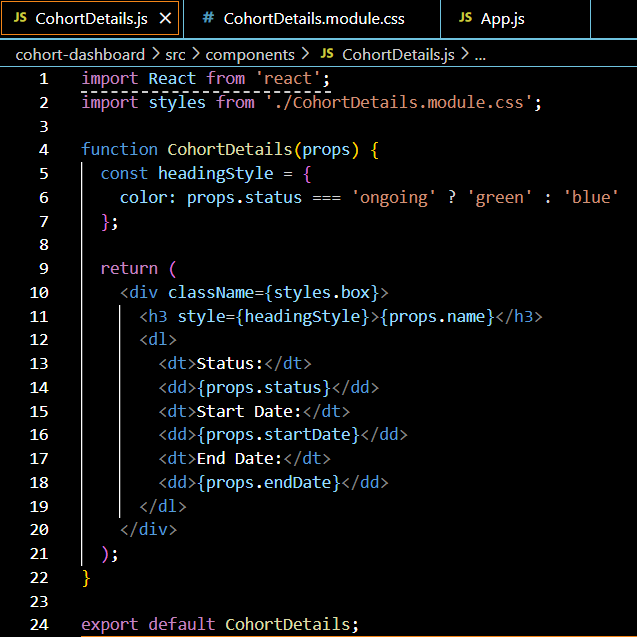 JS CohortDetails.js × # CohortDetails.module.css JS App.js
cohort-dashboard > src > components > JS CohortDetails.js > ...
1 import React from 'react';
2 import styles from './CohortDetails.module.css';
3
4 function CohortDetails(props) {
5   const headingStyle = {
6     color: props.status === 'ongoing' ? 'green' : 'blue'
7   };
8
9   return (
10     <div className={styles.box}>
11       <h3 style={headingStyle}>{props.name}</h3>
12       <dl>
13         <dt>Status:</dt>
14         <dd>{props.status}</dd>
15         <dt>Start Date:</dt>
16         <dd>{props.startDate}</dd>
17         <dt>End Date:</dt>
18         <dd>{props.endDate}</dd>
19       </dl>
20     </div>
21   );
22 }
23
24 export default CohortDetails;